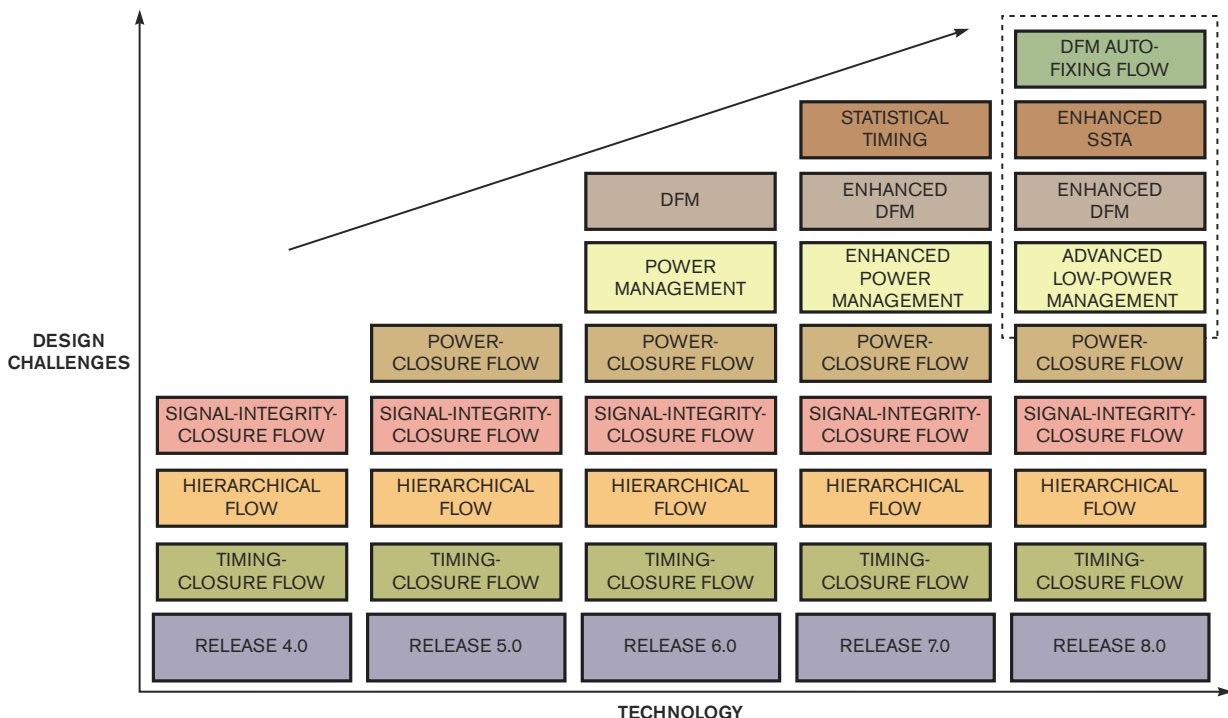 DFM AUTO-
FIXING FLOW
STATISTICAL
TIMING
ENHANCED
SSTA
DFM
ENHANCED
DFM
ENHANCED
DFM
POWER
MANAGEMENT
ENHANCED
POWER
MANAGEMENT
ADVANCED
LOW-POWER
MANAGEMENT
DESIGN
CHALLENGES
POWER-
CLOSURE FLOW
POWER-
CLOSURE FLOW
POWER-
CLOSURE FLOW
POWER-
CLOSURE FLOW
SIGNAL-INTEGRITY-
CLOSURE FLOW
SIGNAL-INTEGRITY-
CLOSURE FLOW
SIGNAL-INTEGRITY-
CLOSURE FLOW
SIGNAL-INTEGRITY-
CLOSURE FLOW
SIGNAL-INTEGRITY-
CLOSURE FLOW
HIERARCHICAL
FLOW
HIERARCHICAL
FLOW
HIERARCHICAL
FLOW
HIERARCHICAL
FLOW
HIERARCHICAL
FLOW
TIMING-
CLOSURE FLOW
TIMING-
CLOSURE FLOW
TIMING-
CLOSURE FLOW
TIMING-
CLOSURE FLOW
TIMING-
CLOSURE FLOW
RELEASE 4.0
RELEASE 5.0
RELEASE 6.0
RELEASE 7.0
RELEASE 8.0
TECHNOLOGY